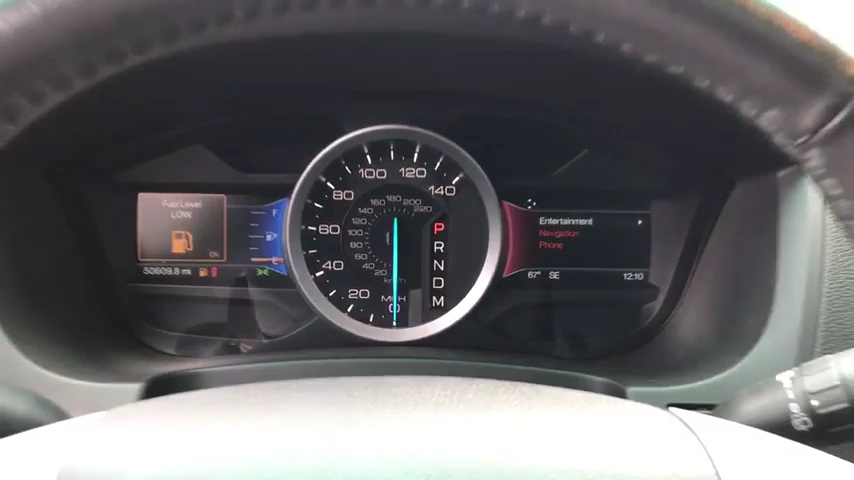 Fuel Level
LOW
OK
50609.8 mi
F
E
20
40
60
80
100
120
140
20
40
60
80
100
120
140
160
180
200
220
km/h
MPH
0
P
R
N
D
M
Entertainment
Navigation
Phone
67° SE
12:10